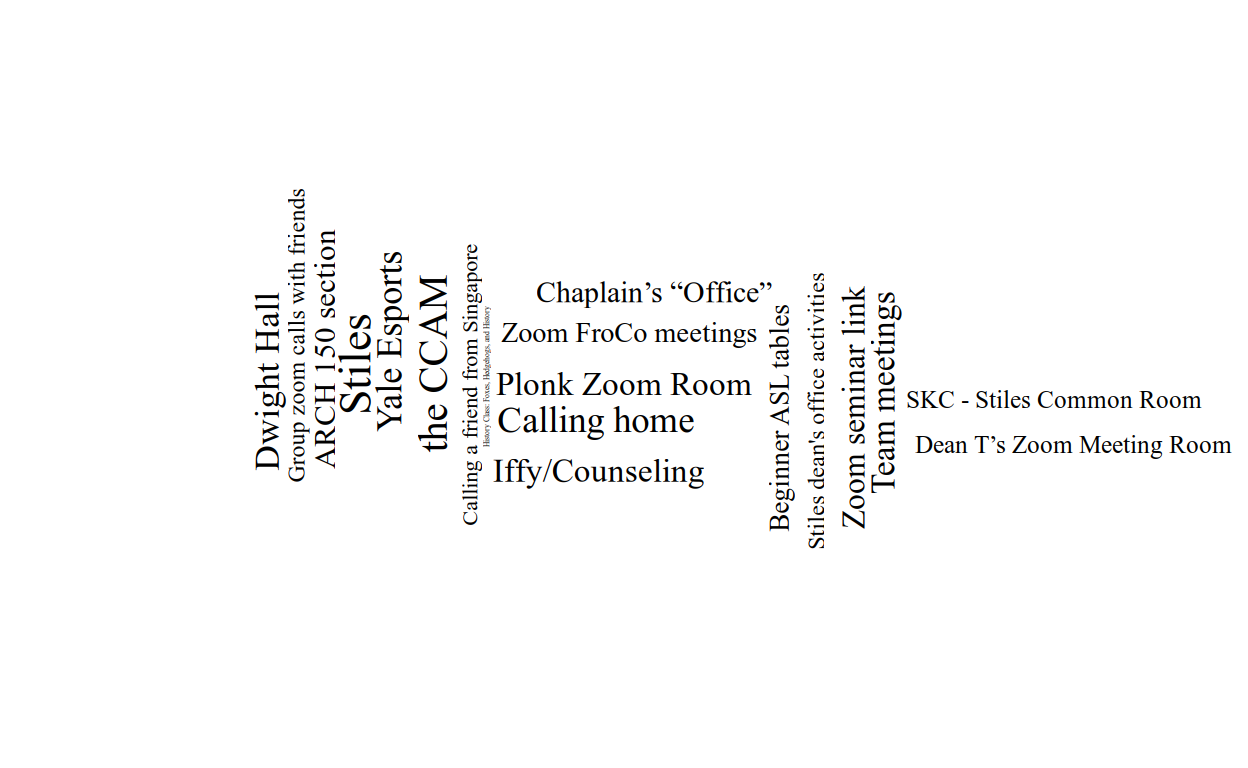 Dwight Hall
Group zoom calls with friends
ARCH 150 section
Stiles
Yale Esports
the CCAM
Calling a friend from Singapore
History Class: Foxes, Hedgehogs, and History
Chaplain’s “Office”
Zoom FroCo meetings
Plonk Zoom Room
Calling home
Iffy/Counseling
Beginner ASL tables
Stiles dean's office activities
Zoom seminar link
Team meetings
SKC - Stiles Common Room
Dean T’s Zoom Meeting Room